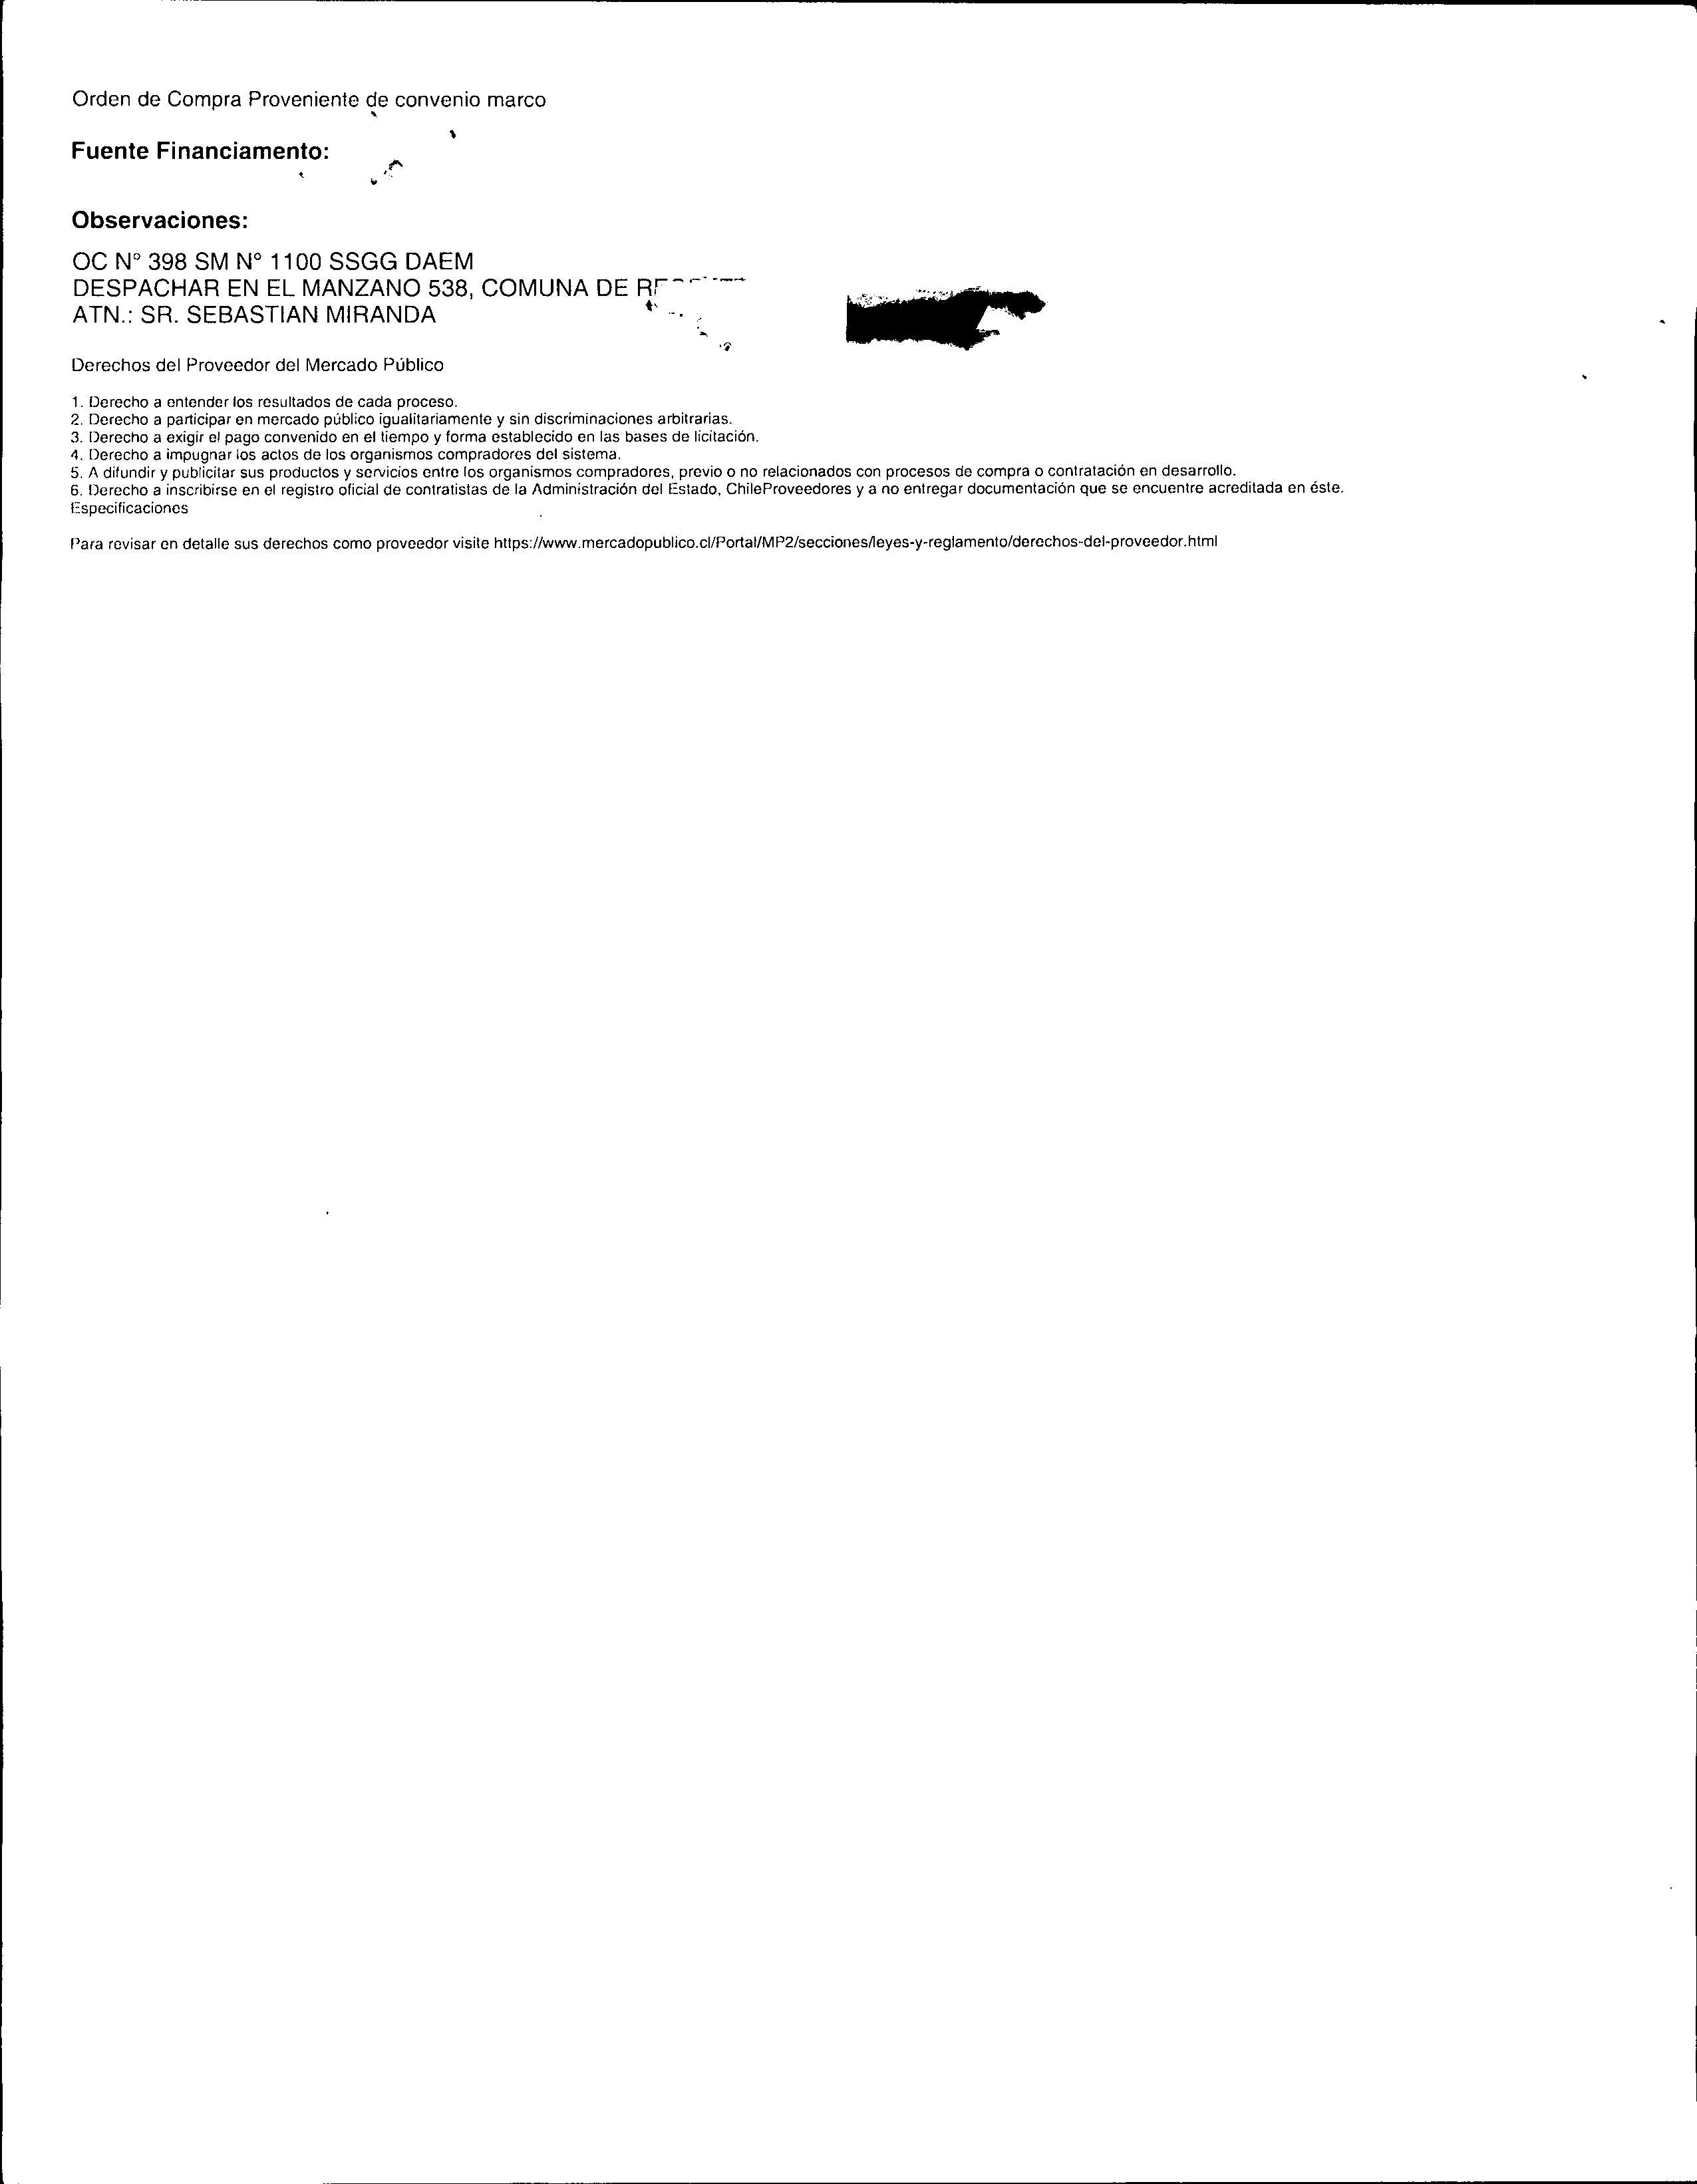 Orden de Compra Proveniente de convenio marco
Fuente Financiamento:
Observaciones:
OC N° 398 SM N° 1100 SSGG DAEM
DESPACHAR EN EL MANZANO 538, COMUNA DE
ATN.: SR. SEBASTIAN MIRANDA
Derechos del Proveedor del Mercado Público
1. Derecho a entender los resultados de cada proceso.
2. Derecho a participar en mercado público igualitariamente y sin discriminaciones arbitrarias.
3. Derecho a exigir el pago convenido en el tiempo y forma establecido en las bases de licitación.
4. Derecho a impugnar los actos de los organismos compradores del sistema.
5. A difundir y publicitar sus productos y servicios entre los organismos compradores, previo o no relacionados con procesos de compra o contratación en desarrollo.
6. Derecho a inscribirse en el registro oficial de contratistas de la Administración del Estado, ChileProveedores y a no entregar documentación que se encuentre acreditada en éste.
Especificaciones
Para revisar en detalle sus derechos como proveedor visite https://www.mercadopublico.cl/Portal/MP2/secciones/leyes-y-reglamento/derechos-del-proveedor.html